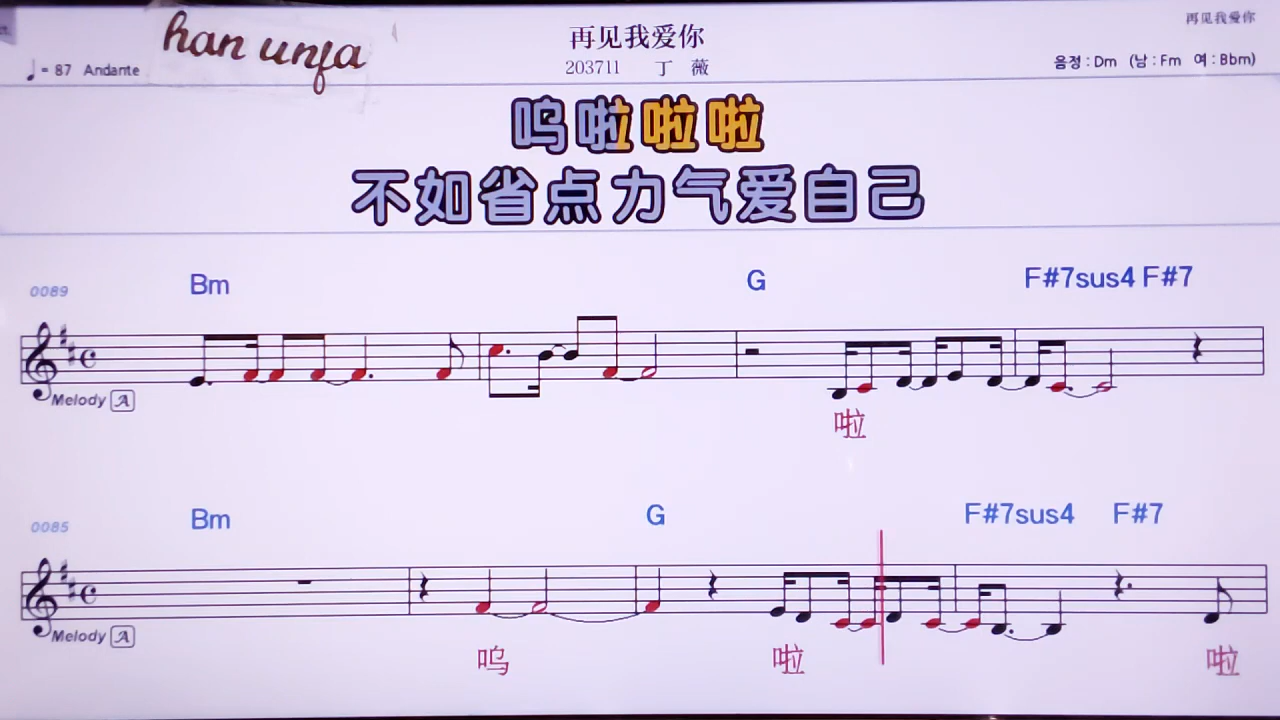 han unfa
再见我爱你
再见我爱你
♩= 87 Andante
203711 丁 薇
음정 : Dm (남 : Fm 여 : Bbm)
呜啦啦啦
不如省点力气爱自己
0089 Bm G F#7sus4 F#7
Melody A
啦
0085 Bm G F#7sus4 F#7
Melody A
呜 啦 啦